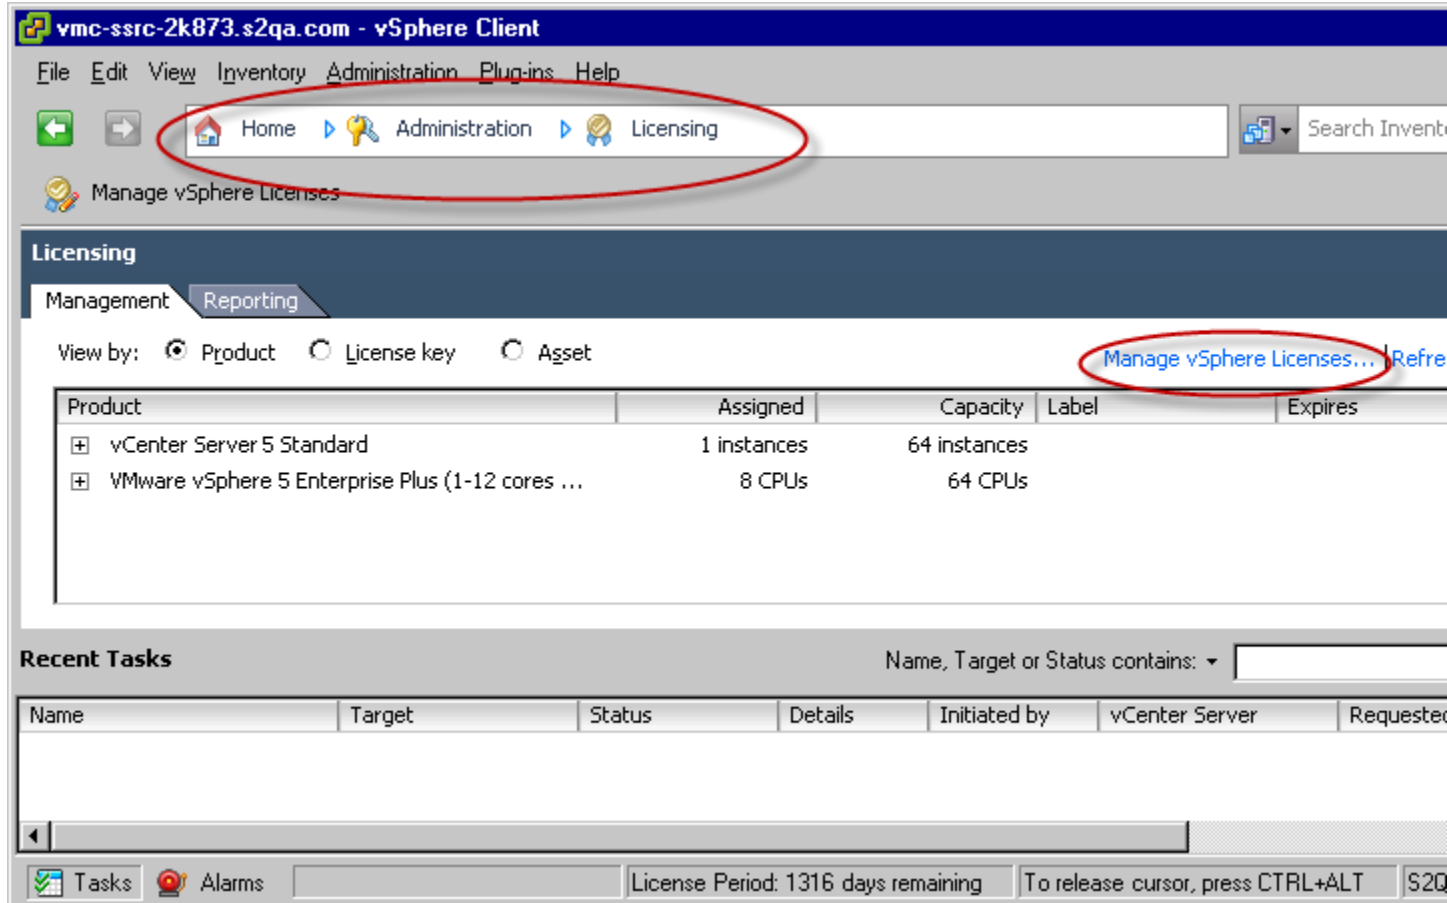 vmc-ssrc-2k873.s2qa.com - vSphere Client
File Edit View Inventory Administration Plug-ins Help
Home Administration Licensing
Search Invent
Manage vSphere Licenses
Licensing
Management Reporting
View by: Product License key Asset
Manage vSphere Licenses... Refre
Product Assigned Capacity Label Expires
vCenter Server 5 Standard 1 instances 64 instances
VMware vSphere 5 Enterprise Plus (1-12 cores ... 8 CPUs 64 CPUs
Recent Tasks Name, Target or Status contains:
Name Target Status Details Initiated by vCenter Server Requested
Tasks Alarms License Period: 1316 days remaining To release cursor, press CTRL+ALT S2Q